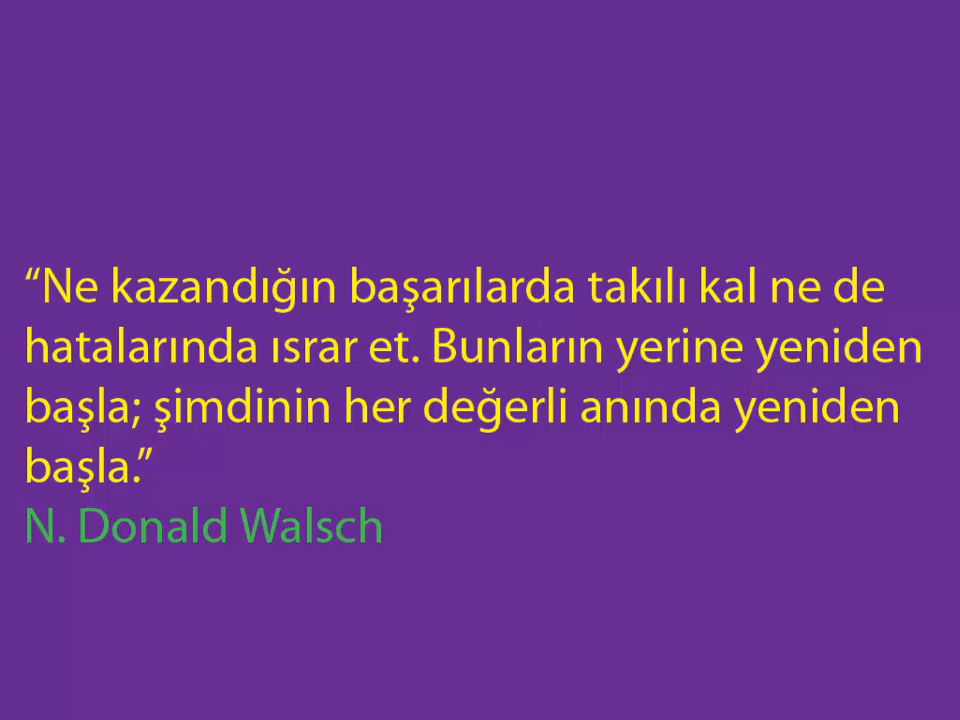 “Ne kazandığın başarılarda takılı kal ne de
hatalarında ısrar et. Bunların yerine yeniden
başla; şimdinin her değerli anında yeniden
başla.”
N. Donald Walsch